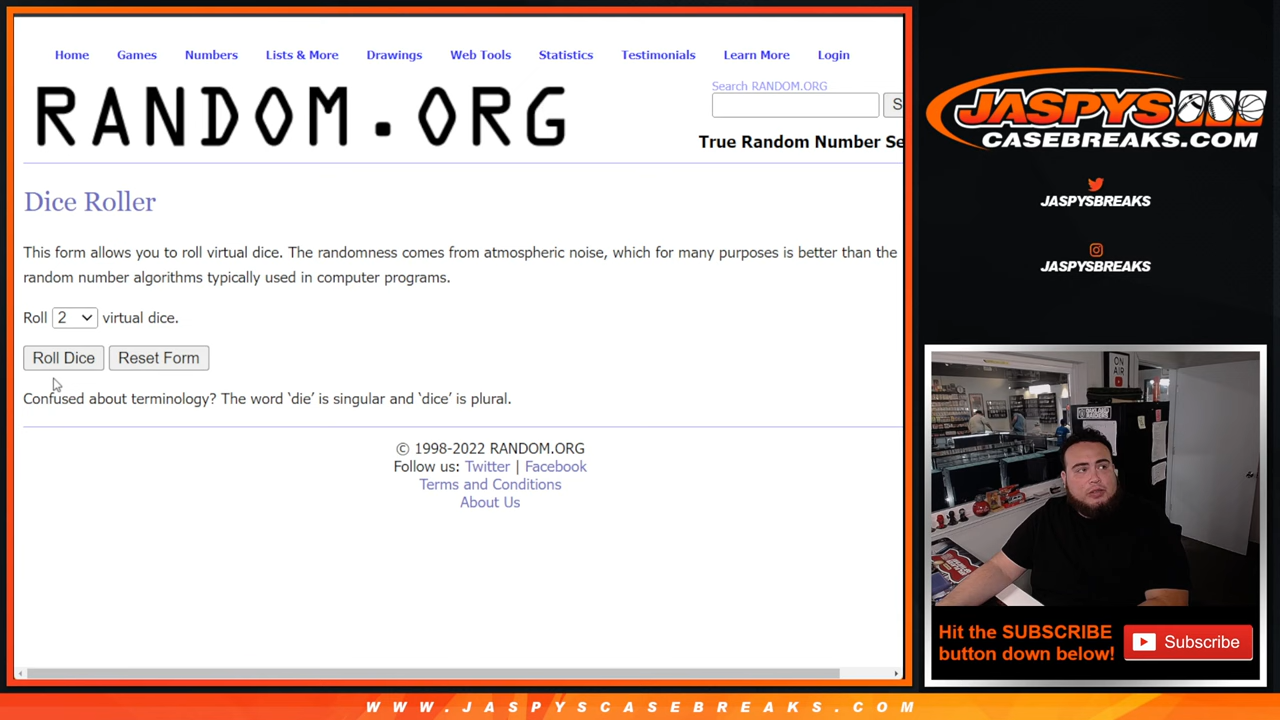 Home Games Numbers Lists & More Drawings Web Tools Statistics Testimonials Learn More Login
Search RANDOM.ORG
S
RANDOM.ORG
True Random Number Se
Dice Roller
This form allows you to roll virtual dice. The randomness comes from atmospheric noise, which for many purposes is better than the
random number algorithms typically used in computer programs.
Roll 2 virtual dice.
Roll Dice Reset Form
Confused about terminology? The word ‘die’ is singular and ‘dice’ is plural.
© 1998-2022 RANDOM.ORG
Follow us: Twitter | Facebook
Terms and Conditions
About Us
JASPYS
CASEBREAKS.COM
JASPYSBREAKS
JASPYSBREAKS
ON
AIR
Hit the SUBSCRIBE
button down below!
Subscribe
WWW.JASPYSCASEBREAKS.COM